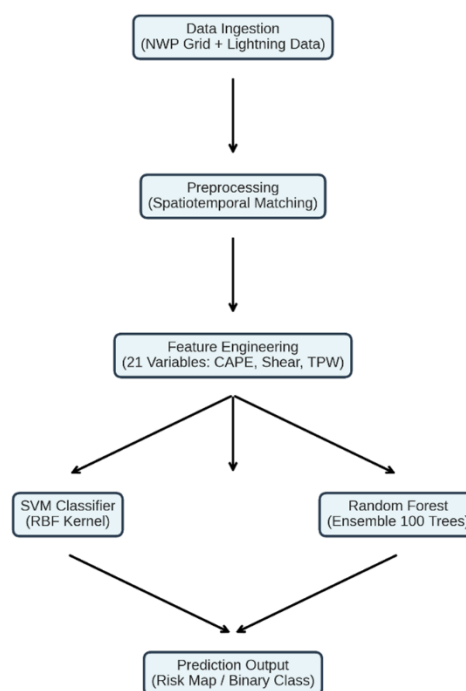 Data Ingestion
(NWP Grid + Lightning Data)
Preprocessing
(Spatiotemporal Matching)
Feature Engineering
(21 Variables: CAPE, Shear, TPW)
SVM Classifier
(RBF Kernel)
Random Forest
(Ensemble 100 Trees)
Prediction Output
(Risk Map / Binary Class)